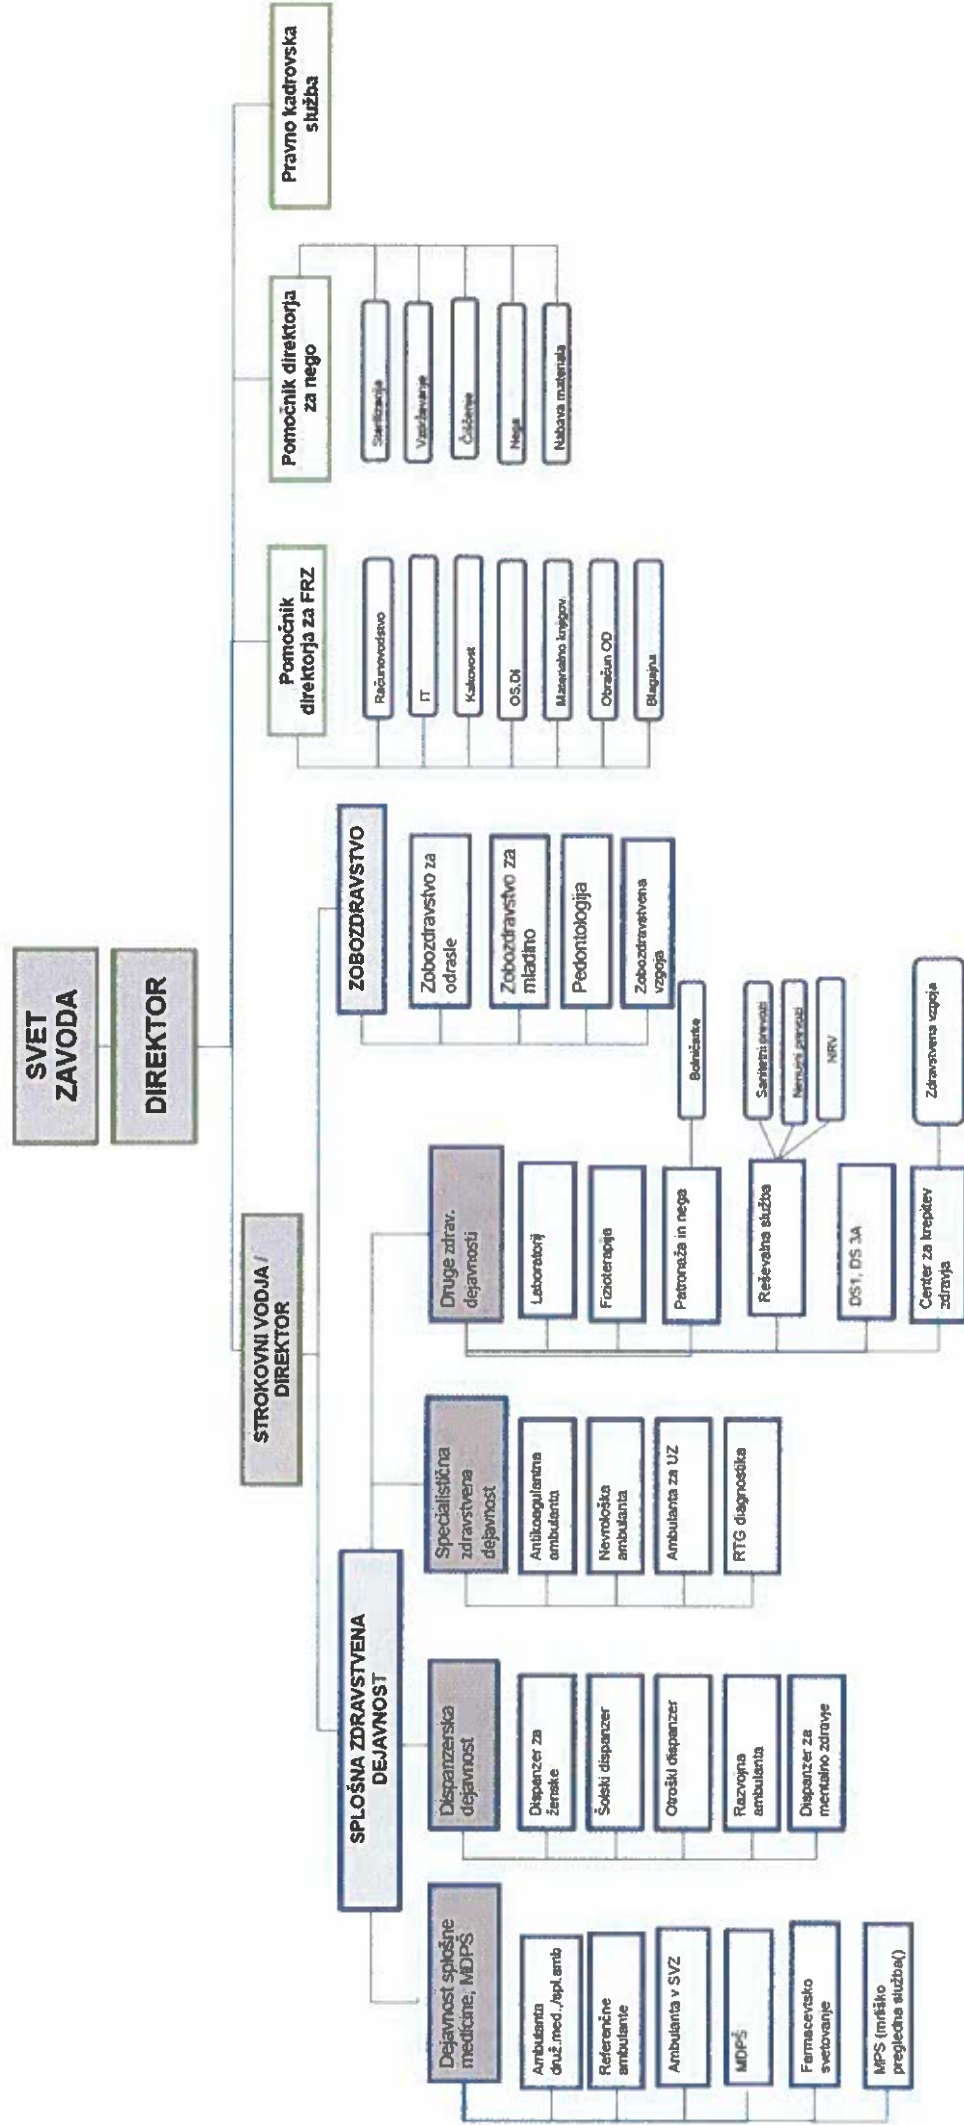 SVET
ZAVODA
DIREKTOR
STROKOVNI VODJA /
DIREKTOR
Pomočnik
direktorja za FRZ
Pomočnik direktorja
za nego
Pravno kadrovska
služba
SPLOŠNA ZDRAVSTVENA
DEJAVNOST
ZOBOZDRAVSTVO
Dejavnost splošne
medicine, MDPŠ
Ambulanta
druž.med../spl.amb
Referenčne
ambulante
Ambulanta v SVZ
MDPŠ
Farmacevtsko
svetovanje
MPS (mrliško
pregledna služba()
Dispanzerska
dejavnost
Dispanzer za
ženske
Šolski dispanzer
Otroški dispanzer
Razvojna
ambulanta
Dispanzer za
mentalno zdravje
Specialistična
zdravstvena
dejavnost
Antikoagulantna
ambulanta
Nevrološka
ambulanta
Ambulanta za UZ
RTG diagnostika
Druge zdrav.
dejavnosti
Laboratorij
Fizioterapija
Patronaža in nega
Bolničarke
Reševalna služba
Sanitetni prevozi
Nenujni prevozi
NRV
DS1, DS 3A
Center za krepitev
zdravja
Zdravstvena vzgoja
Zobozdravstvo za
odrasle
Zobozdravstvo za
mladino
Pedontologija
Zobozdravstvena
vzgoja
Računovodstvo
IT
Kakovost
OS,DI
Materialno knjigov.
Obračun OD
Blagajna
Sterilizacija
Vzdrževanje
Čiščenje
Nega
Nabava materiala